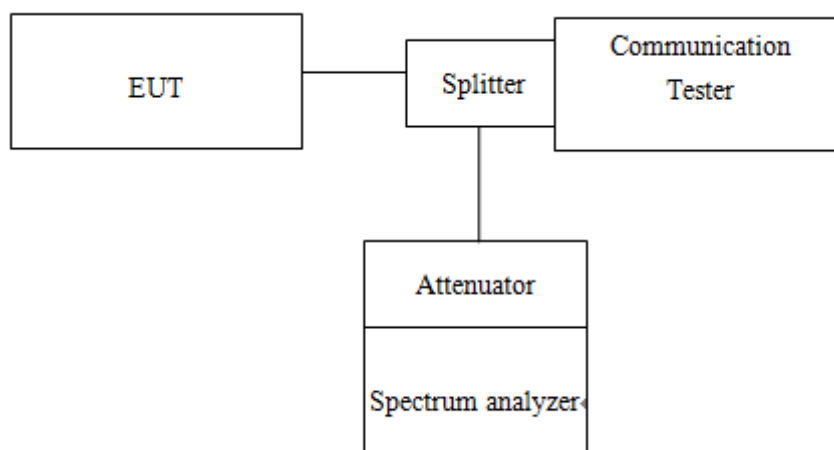 EUT
Splitter
Communication
Tester
Attenuator
Spectrum analyzer